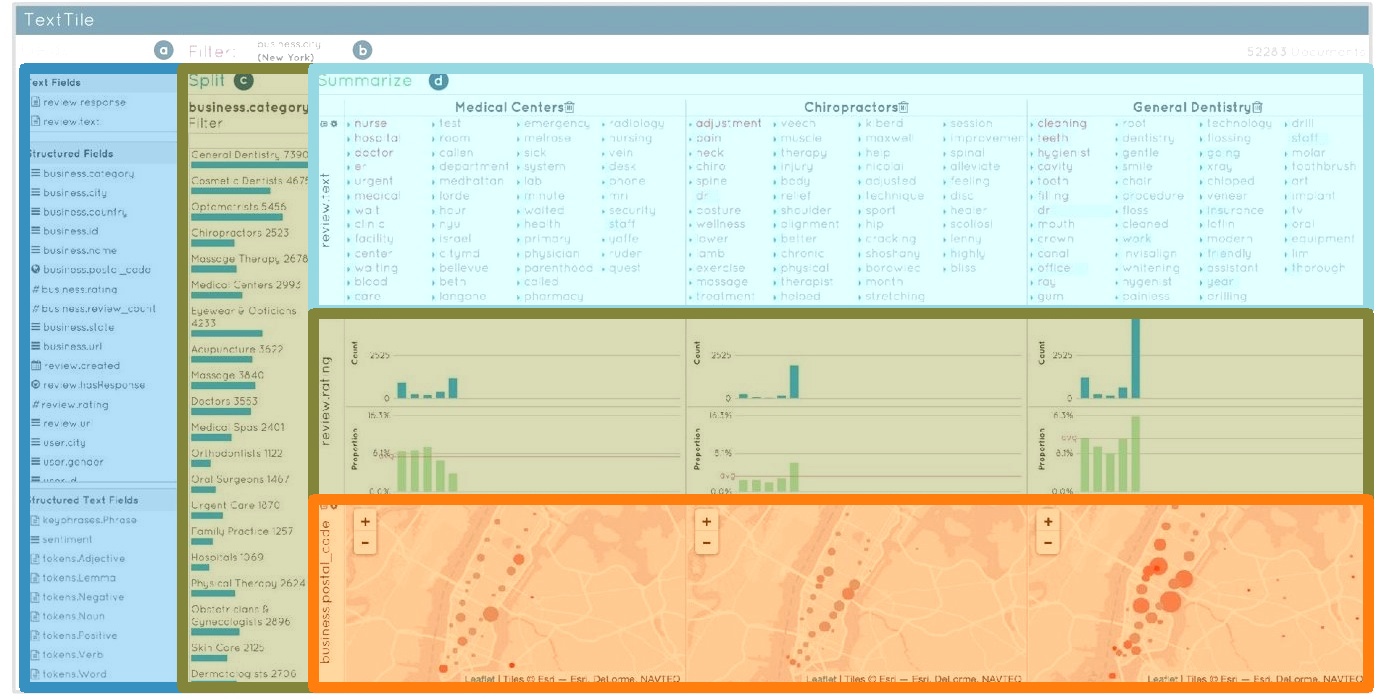 TextTile
a Filter: business.city b 52283 Documents
(New York)
Text Fields
review.response
review.text
Structured Fields
business.category
business.city
business.country
business.id
business.name
business.postal_code
#business.rating
#business.review_count
business.state
business.url
review.created
review.hasResponse
#review.rating
review.url
user.city
user.gender
Structured Text Fields
keyphrases.Phrase
sentiment
tokens.Adjective
tokens.Lemma
tokens.Negative
tokens.Noun
tokens.Positive
tokens.Verb
tokens.Word
Split c
business.category
Filter
General Dentistry 7390
Cosmetic Dentists 4675
Optometrists 5456
Chiropractors 2523
Massage Therapy 2678
Medical Centers 2993
Eyewear & Opticians
4233
Acupuncture 3622
Massage 3840
Doctors 3553
Medical Spas 2401
Orthodontists 1122
Oral Surgeons 1467
Urgent Care 1870
Family Practice 1257
Hospitals 1069
Physical Therapy 2624
Obstetricians &
Gynecologists 2896
Skin Care 2125
Dermatologists 2706
Summarize d
Medical Centers Chiropractors General Dentistry
review.text
nurse test emergency radiology adjustment veech kiberd session cleaning root technology drill
hospital room melrose nursing pain muscle maxwell improvemen teeth dentistry flossing staff
doctor callen sick vein neck therapy help spinal hygienist gentle going molar
er department system desk chiro injury nicolai alleviate cavity smile xray toothbrush
urgent medhattan lab phone spine body adjusted feeling tooth chair chipped art
medical lorde minute mri dr relief technique disc filling procedure veneer implant
wait hour waited security posture shoulder sport healer dr floss insurance tv
clinic nyu health staff wellness alignment hip scoliosi mouth cleaned loflin oral
facility israel primary yaffe lower better cracking lenny crown work modern equipment
center citymd physician ruder lamb chronic shoshany highly canal invisalign friendly lim
waiting bellevue parenthood quest exercise physical borowiec bliss office whitening assistant thorough
blood beth called massage therapist month ray hygenist year
care langone pharmacy treatment helped stretching gum painless drilling
review.rating
Count 2525 0
Proportion 16.3% 8.1% avg 0.0%
Count 2525 0
Proportion 16.3% 8.1% avg 0.0%
Count 2525 0
Proportion 6.3% avg 8.1% 0.0%
business.postal_code
+ + +
- - -
Leaflet | Tiles © Esri — Esri, DeLorme, NAVTEQ Leaflet | Tiles © Esri — Esri, DeLorme, NAVTEQ Leaflet | Tiles © Esri — Esri, DeLorme, NAVTEQ